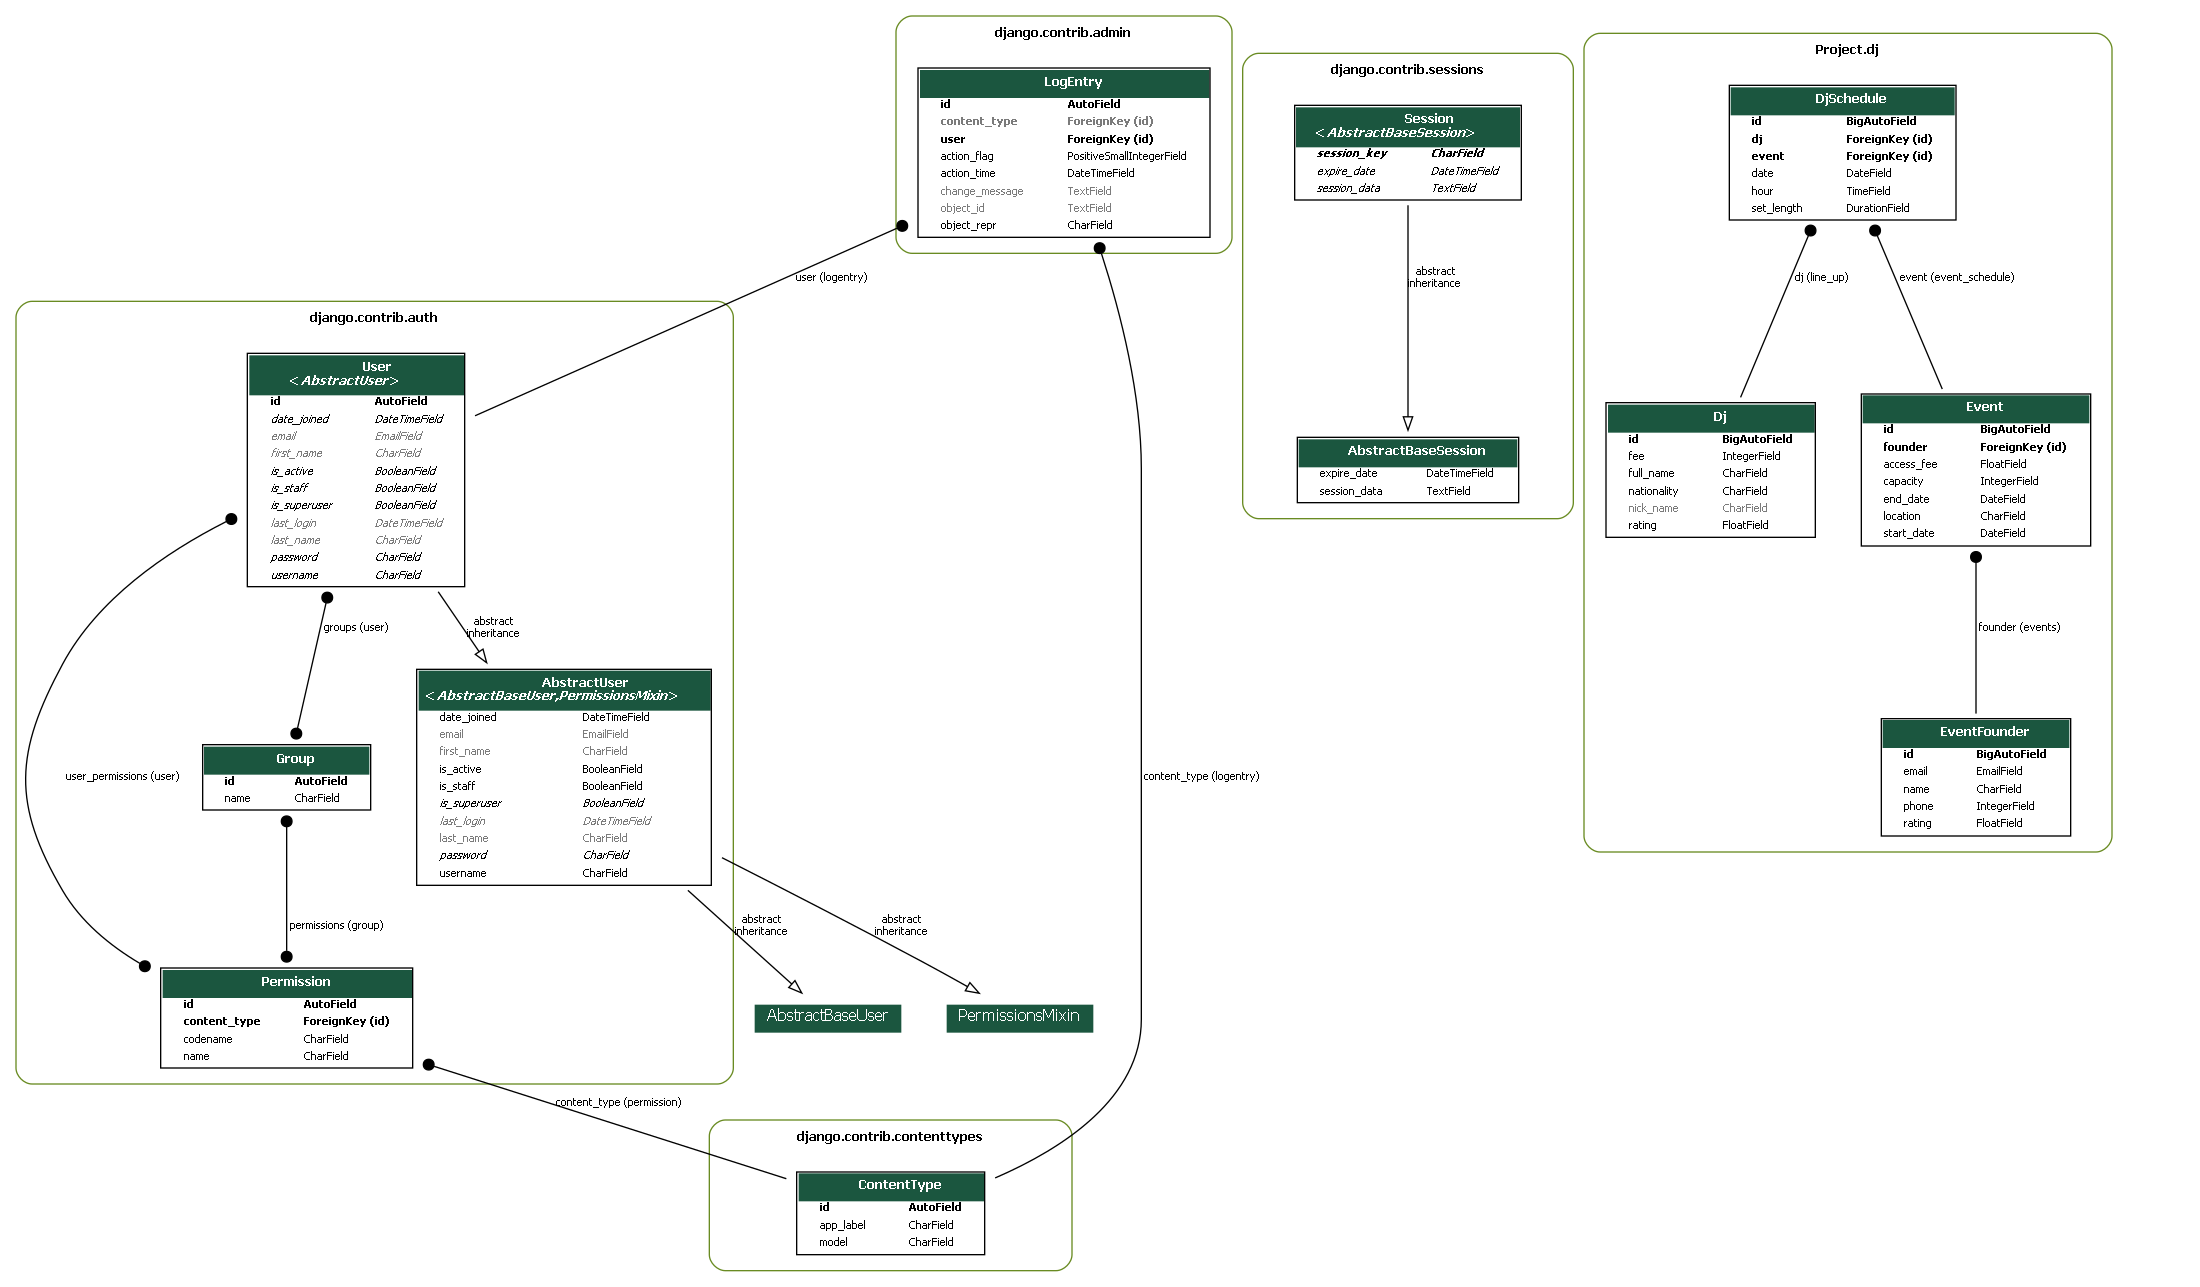 django.contrib.admin
LogEntry
id AutoField
content_type ForeignKey (id)
user ForeignKey (id)
action_flag PositiveSmallIntegerField
action_time DateTimeField
change_message TextField
object_id TextField
object_repr CharField
django.contrib.sessions
Session
<AbstractBaseSession>
session_key CharField
expire_date DateTimeField
session_data TextField
abstract
inheritance
AbstractBaseSession
expire_date DateTimeField
session_data TextField
Project.dj
DjSchedule
id BigAutoField
dj ForeignKey (id)
event ForeignKey (id)
date DateField
hour TimeField
set_length DurationField
dj (line_up)
event (event_schedule)
Dj
id BigAutoField
fee IntegerField
full_name CharField
nationality CharField
nick_name CharField
rating FloatField
Event
id BigAutoField
founder ForeignKey (id)
access_fee FloatField
capacity IntegerField
end_date DateField
location CharField
start_date DateField
founder (events)
EventFounder
id BigAutoField
email EmailField
name CharField
phone IntegerField
rating FloatField
user (logentry)
django.contrib.auth
User
<AbstractUser>
id AutoField
date_joined DateTimeField
email EmailField
first_name CharField
is_active BooleanField
is_staff BooleanField
is_superuser BooleanField
last_login DateTimeField
last_name CharField
password CharField
username CharField
groups (user)
abstract
inheritance
AbstractUser
<AbstractBaseUser,PermissionsMixin>
date_joined DateTimeField
email EmailField
first_name CharField
is_active BooleanField
is_staff BooleanField
is_superuser BooleanField
last_login DateTimeField
last_name CharField
password CharField
username CharField
Group
id AutoField
name CharField
user_permissions (user)
content_type (logentry)
permissions (group)
abstract
inheritance
abstract
inheritance
Permission
id AutoField
content_type ForeignKey (id)
codename CharField
name CharField
AbstractBaseUser
PermissionsMixin
content_type (permission)
django.contrib.contenttypes
ContentType
id AutoField
app_label CharField
model CharField